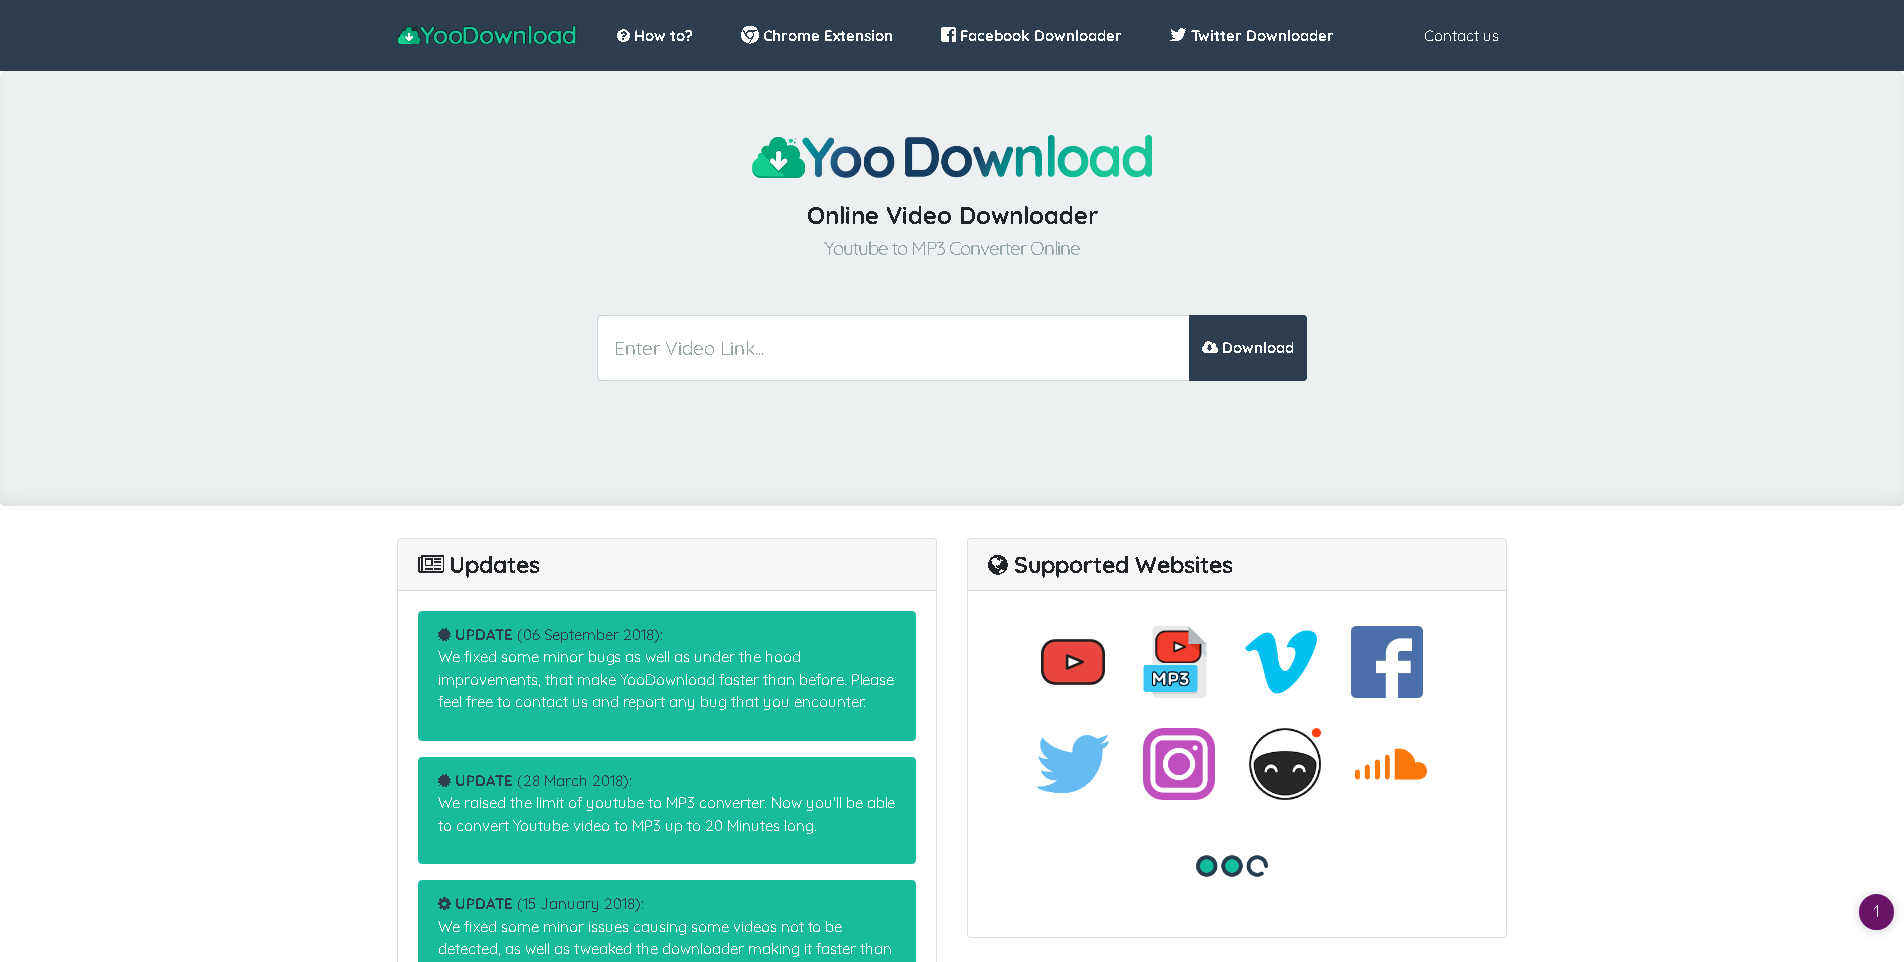 YooDownload How to? Chrome Extension Facebook Downloader Twitter Downloader Contact us
Yoo Download
Online Video Downloader
Youtube to MP3 Converter Online
Enter Video Link... Download
Updates
UPDATE (06 September 2018):
We fixed some minor bugs as well as under the hood
improvements, that make YooDownload faster than before. Please
feel free to contact us and report any bug that you encounter.
UPDATE (28 March 2018):
We raised the limit of youtube to MP3 converter. Now you'll be able
to convert Youtube video to MP3 up to 20 Minutes long.
UPDATE (15 January 2018):
We fixed some minor issues causing some videos not to be
detected, as well as tweaked the downloader making it faster than
Supported Websites
MP3
1